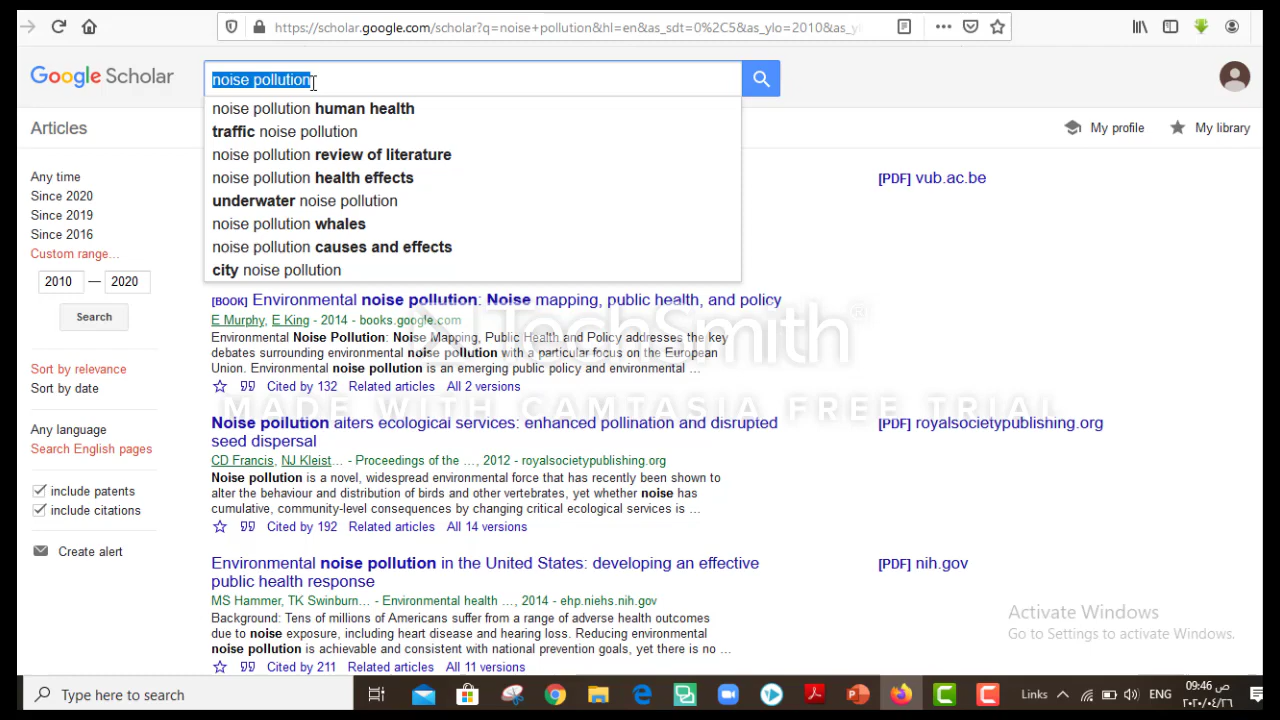 https://scholar.google.com/scholar?q=noise+pollution&hl=en&as_sdt=0%2C5&as_ylo=2010&as_yl
Google Scholar
noise pollution
noise pollution human health
traffic noise pollution
noise pollution review of literature
noise pollution health effects
underwater noise pollution
noise pollution whales
noise pollution causes and effects
city noise pollution
Articles
My profile
My library
Any time
Since 2020
Since 2019
Since 2016
Custom range...
2010 — 2020
Search
Sort by relevance
Sort by date
Any language
Search English pages
include patents
include citations
Create alert
[PDF] vub.ac.be
[BOOK] Environmental noise pollution: Noise mapping, public health, and policy
E Murphy, E King - 2014 - books.google.com
Environmental Noise Pollution: Noise Mapping, Public Health and Policy addresses the key
debates surrounding environmental noise pollution with a particular focus on the European
Union. Environmental noise pollution is an emerging public policy and environmental ...
Cited by 132 Related articles All 2 versions
TechSmith®
MADE WITH CAMTASIA FREE TRIAL
Noise pollution alters ecological services: enhanced pollination and disrupted
seed dispersal
[PDF] royalsocietypublishing.org
CD Francis, NJ Kleist... - Proceedings of the ..., 2012 - royalsocietypublishing.org
Noise pollution is a novel, widespread environmental force that has recently been shown to
alter the behaviour and distribution of birds and other vertebrates, yet whether noise has
cumulative, community-level consequences by changing critical ecological services is ...
Cited by 192 Related articles All 14 versions
Environmental noise pollution in the United States: developing an effective
public health response
[PDF] nih.gov
MS Hammer, TK Swinburn... - Environmental health ..., 2014 - ehp.niehs.nih.gov
Background: Tens of millions of Americans suffer from a range of adverse health outcomes
due to noise exposure, including heart disease and hearing loss. Reducing environmental
noise pollution is achievable and consistent with national prevention goals, yet there is no ...
Cited by 211 Related articles All 11 versions
Activate Windows
Go to Settings to activate Windows.
Type here to search
Links
ENG
09:46 ص
٢٠٢٠/٠٤/٢٦